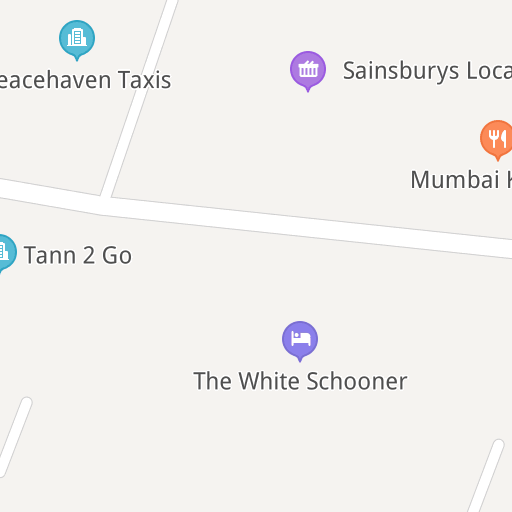 eacehaven Taxis
Sainsburys Loca
Mumbai K
Tann 2 Go
The White Schooner